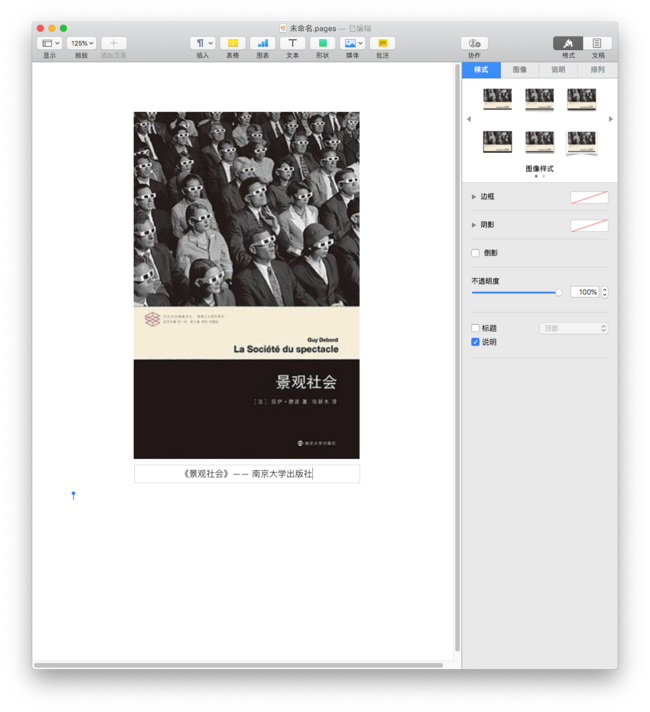 未命名.pages — 已编辑
125%
显示 缩放 添加页面 插入 表格 图表 文本 形状 媒体 批注 协作 格式 文稿
样式 图像 说明 排列
图像样式
边框
阴影
倒影
不透明度
100%
标题 顶部
说明
Guy Debord
La Société du spectacle
景观社会
[法] 居伊·德波 著 张新木 译
南京大学出版社
《景观社会》—— 南京大学出版社